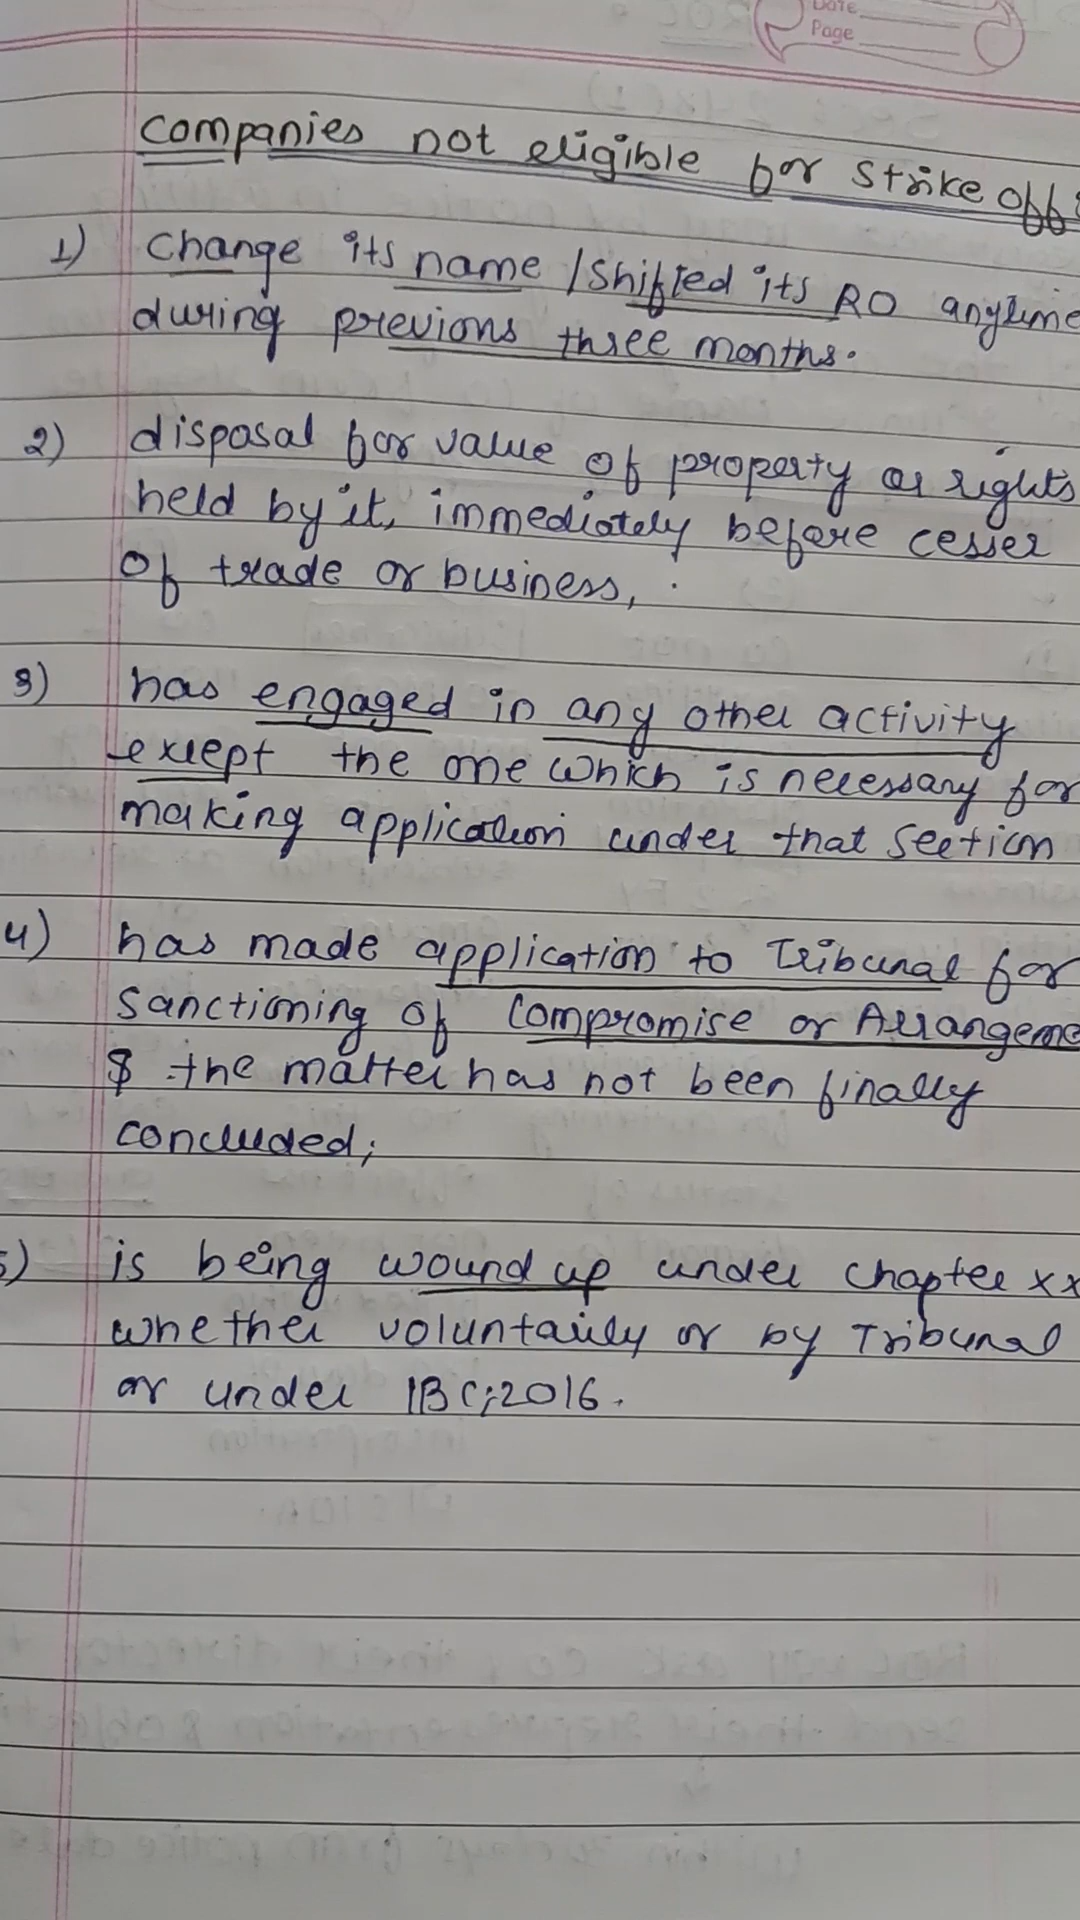 Date
Page
Companies not eligible for strike off:
1) change its name / shifted its RO anytime
during previous three months.
2) disposal for value of property or rights
held by it, immediately before cesser
of trade or business,
3) has engaged in any other activity
except the one which is necessary for
making application under that section
4) has made application to Tribunal for
sanctioning of Compromise or Arrangeme
& the matter has not been finally
concluded;
5) is being wound up under chapter xx
whether voluntarily or by Tribunal
or under IBC,2016.